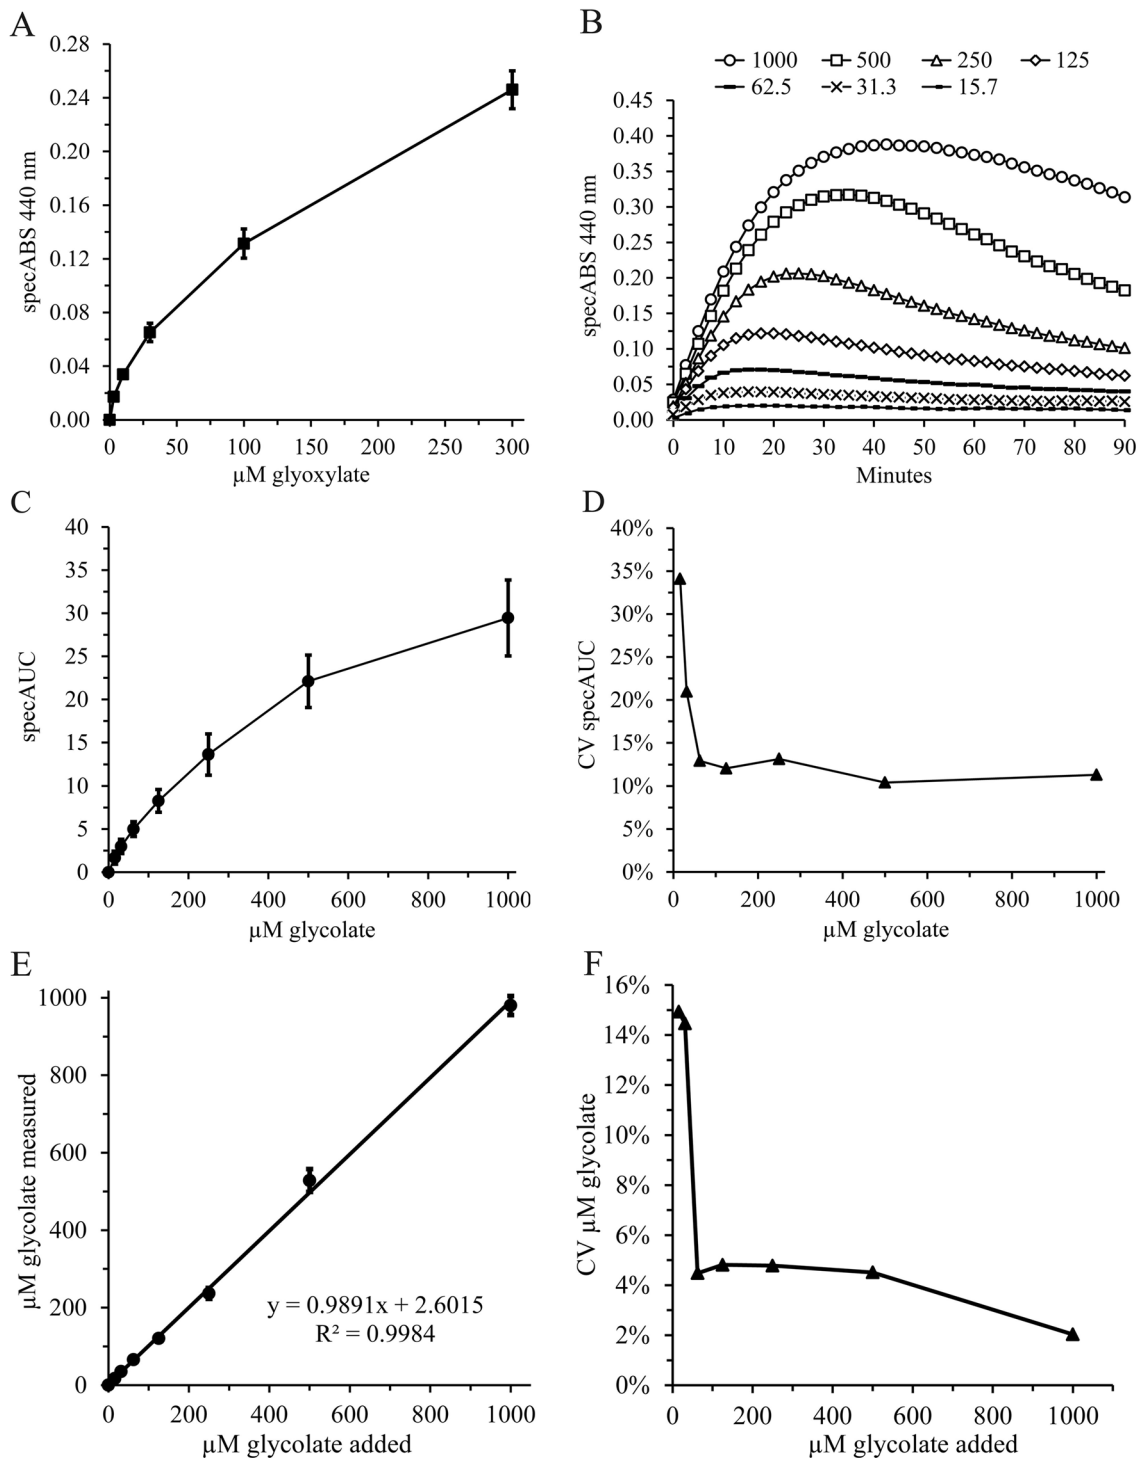 A
0.28
0.24
0.20
0.16
0.12
0.08
0.04
0.00
specABS 440 nm
0 50 100 150 200 250 300
µM glyoxylate
B
1000 500 250 125
62.5 31.3 15.7
0.45
0.40
0.35
0.30
0.25
0.20
0.15
0.10
0.05
0.00
specABS 440 nm
0 10 20 30 40 50 60 70 80 90
Minutes
C
40
35
30
25
20
15
10
5
0
specAUC
0 200 400 600 800 1000
µM glycolate
D
40%
35%
30%
25%
20%
15%
10%
5%
0%
CV specAUC
0 200 400 600 800 1000
µM glycolate
E
1000
800
600
400
200
0
µM glycolate measured
y = 0.9891x + 2.6015
R² = 0.9984
0 200 400 600 800 1000
µM glycolate added
F
16%
14%
12%
10%
8%
6%
4%
2%
0%
CV µM glycolate
0 200 400 600 800 1000
µM glycolate added